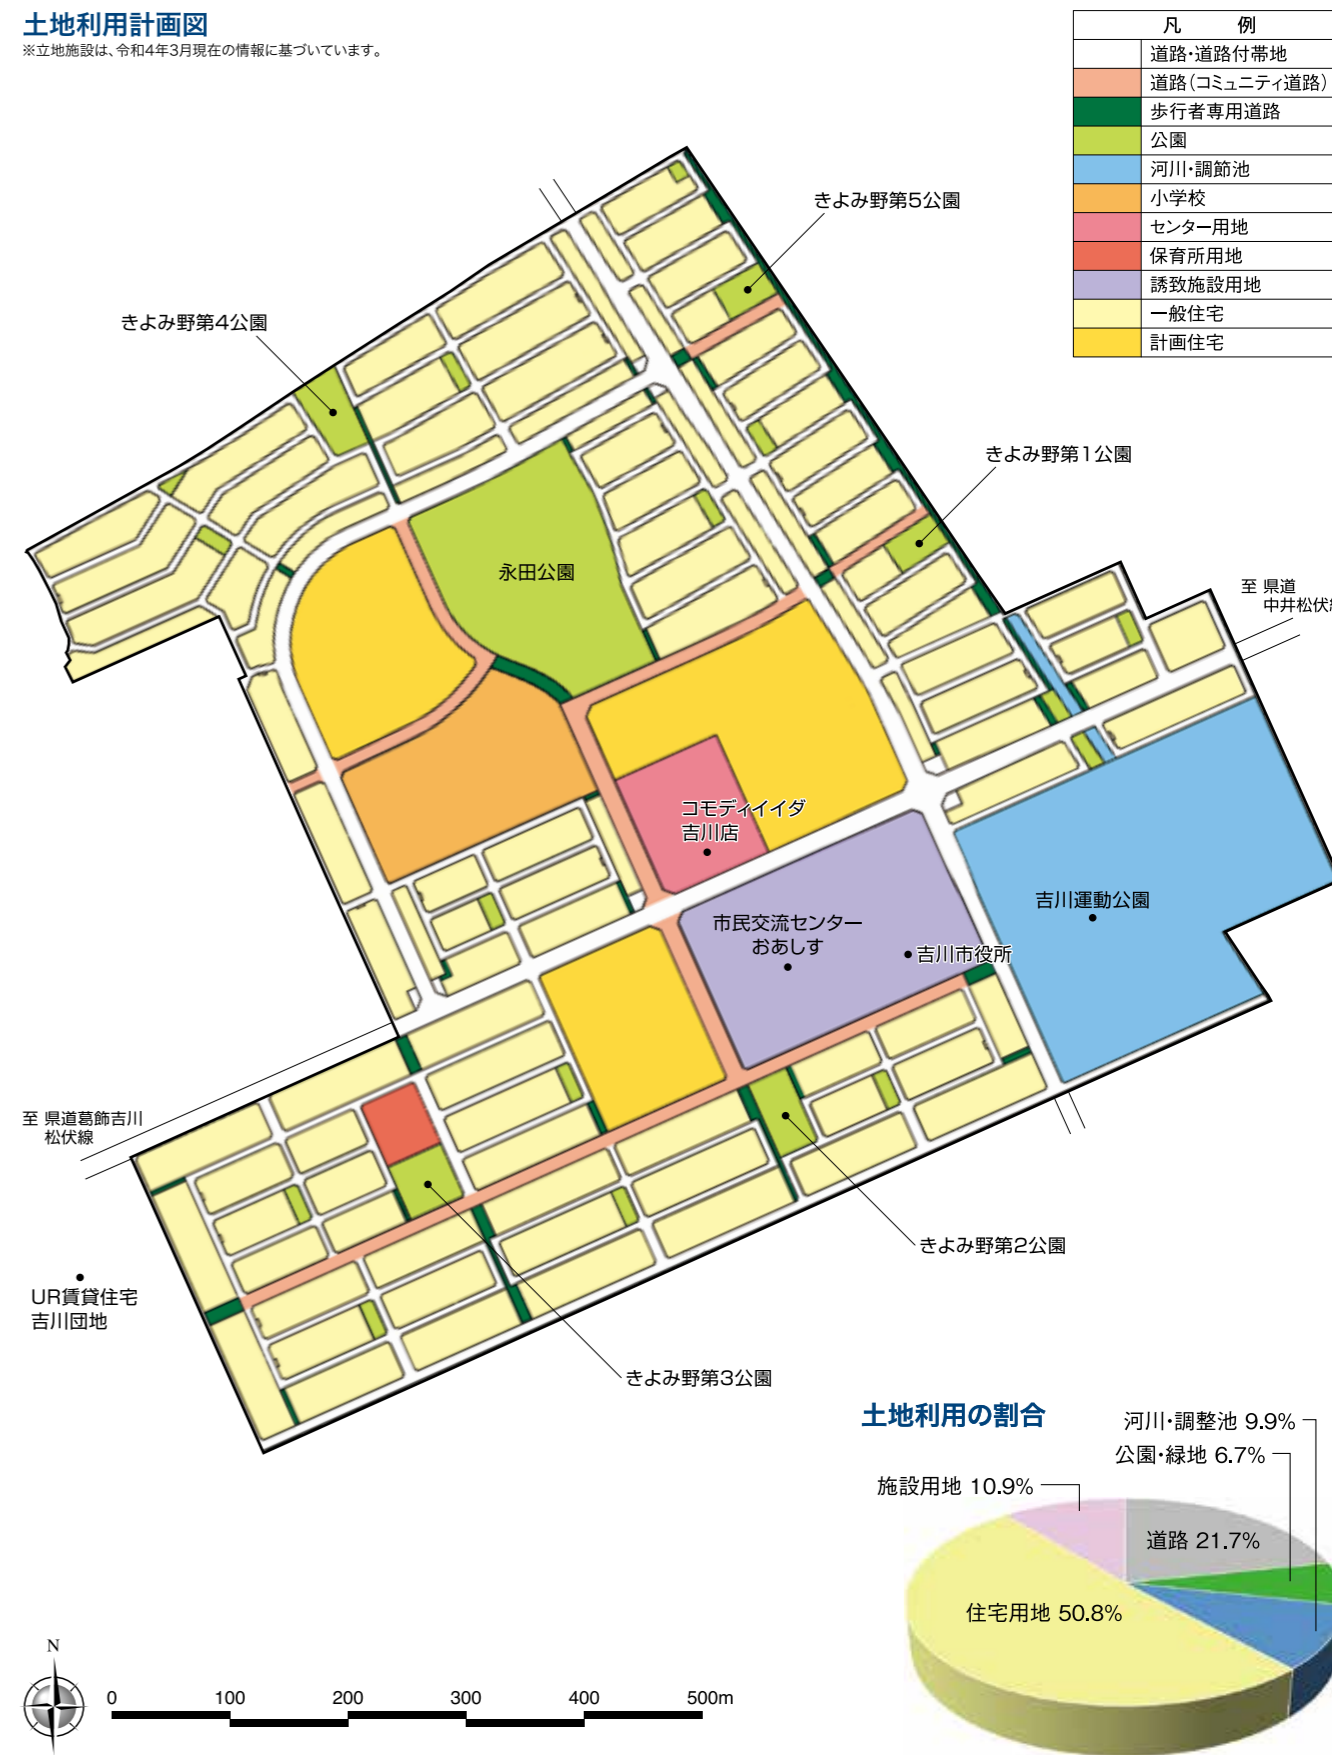 土地利用計画図
※立地施設は、令和4年3月現在の情報に基づいています。
凡 例
道路・道路付帯地
道路(コミュニティ道路)
歩行者専用道路
公園
河川・調節池
小学校
センター用地
保育所用地
誘致施設用地
一般住宅
計画住宅
きよみ野第5公園
きよみ野第4公園
きよみ野第1公園
永田公園
至 県道
中井松伏
コモディイイダ
吉川店
吉川運動公園
市民交流センター
おあしす
吉川市役所
至 県道葛飾吉川
松伏線
きよみ野第2公園
UR賃貸住宅
吉川団地
きよみ野第3公園
土地利用の割合
河川・調整池 9.9%
公園・緑地 6.7%
施設用地 10.9%
道路 21.7%
住宅用地 50.8%
N
0 100 200 300 400 500m